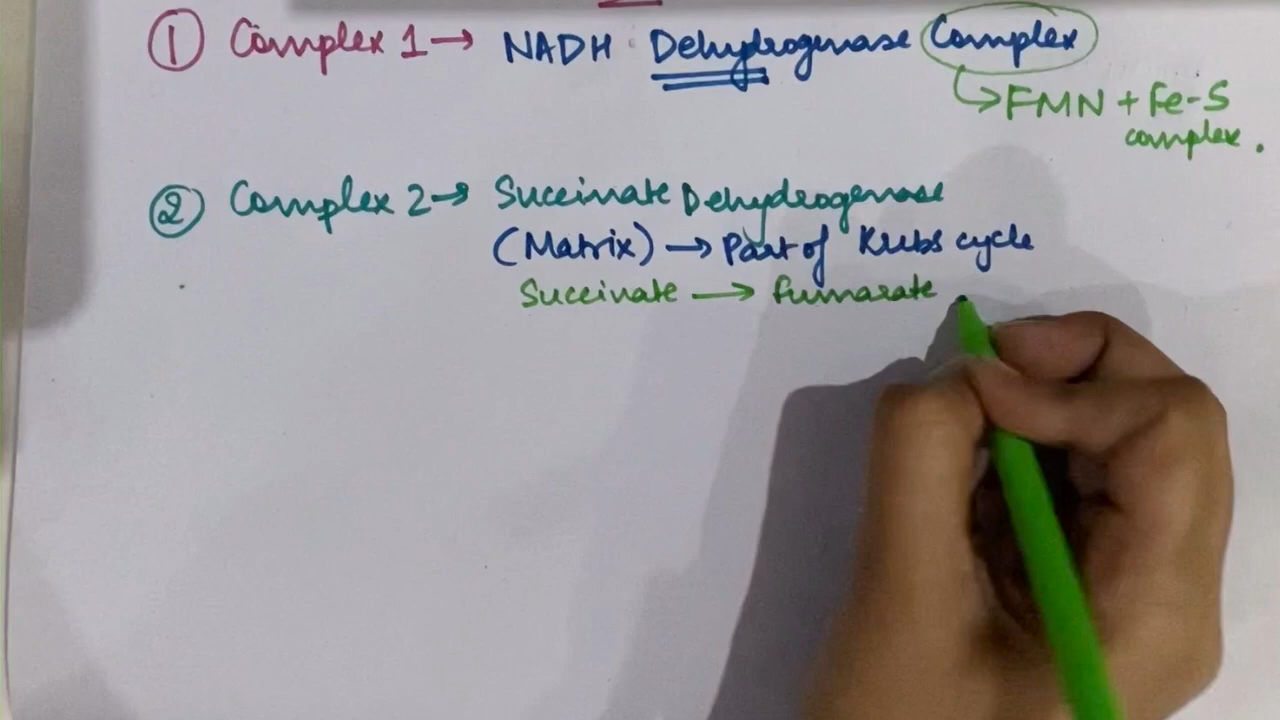 ① Complex 1 → NADH Dehydrogenase Complex
↳ FMN + Fe-S
complex.
② Complex 2 → Succinate Dehydrogenase
(Matrix) → Part of Krebs cycle
Succinate → fumarate